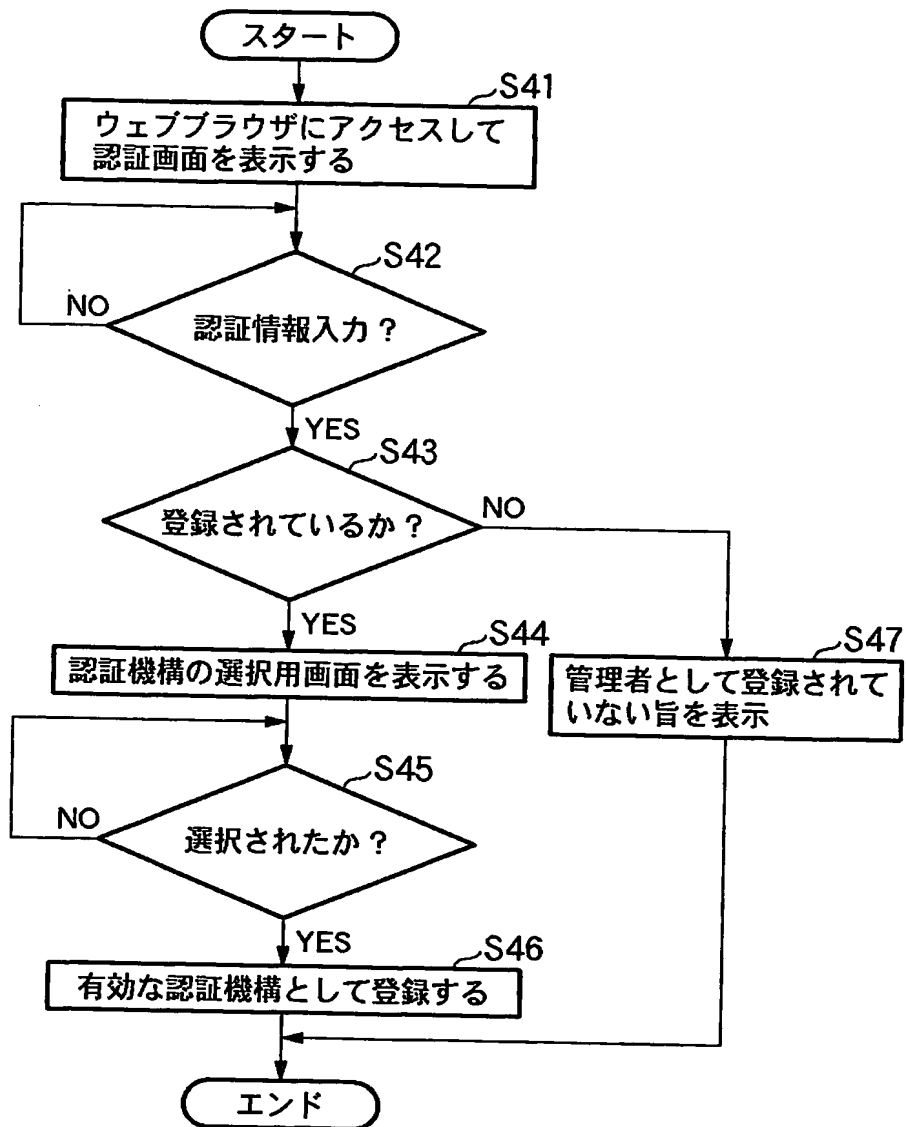 スタート
S41
ウェブブラウザにアクセスして
認証画面を表示する
S42
NO
認証情報入力？
YES
S43
NO
登録されているか？
YES
S44
認証機構の選択用画面を表示する
S47
管理者として登録されて
いない旨を表示
S45
NO
選択されたか？
YES
S46
有効な認証機構として登録する
エンド